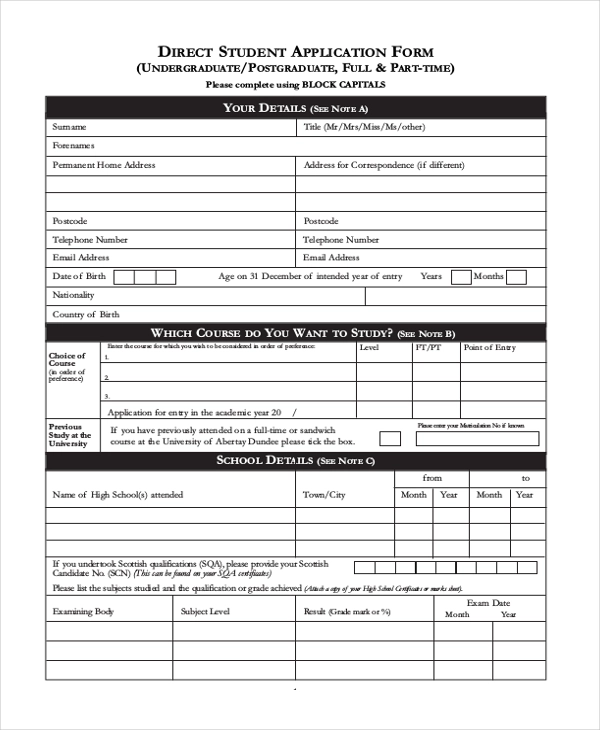 DIRECT STUDENT APPLICATION FORM
(UNDERGRADUATE/POSTGRADUATE, FULL & PART-TIME)
Please complete using BLOCK CAPITALS
YOUR DETAILS (SEE NOTE A)
Surname Title (Mr/Mrs/Miss/Ms/other)
Forenames
Permanent Home Address Address for Correspondence (if different)
Postcode Postcode
Telephone Number Telephone Number
Email Address Email Address
Date of Birth Age on 31 December of intended year of entry Years Months
Nationality
Country of Birth
WHICH COURSE DO YOU WANT TO STUDY? (SEE NOTE B)
Choice of
Course
(in order of
preference)
Enter the course for which you wish to be considered in order of preference: Level FT/PT Point of Entry
1.
2.
3.
Application for entry in the academic year 20 /
Previous
Study at the
University
If you have previously attended on a full-time or sandwich
course at the University of Abertay Dundee please tick the box.
Please enter your Matriculation No if known
SCHOOL DETAILS (SEE NOTE C)
from to
Name of High School(s) attended Town/City Month Year Month Year
If you undertook Scottish qualifications (SQA), please provide your Scottish
Candidate No. (SCN) (This can be found on your SQA certificates)
Please list the subjects studied and the qualification or grade achieved (Attach a copy of your High School Certificates or marks sheet).
Examining Body Subject Level Result (Grade mark or %) Exam Date
Month Year